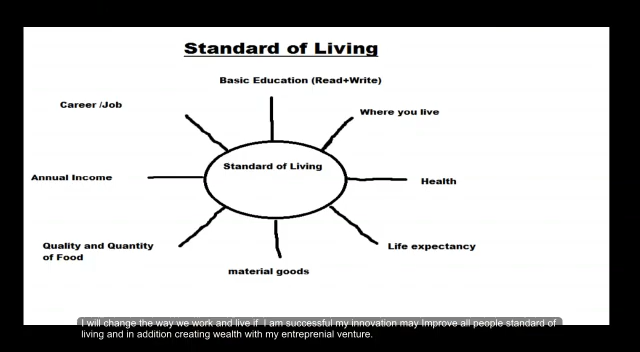 Standard of Living
Basic Education (Read+Write)
Career /Job
Where you live
Standard of Living
Annual Income
Health
Quality and Quantity
of Food
Life expectancy
material goods
I will change the way we work and live if I am successful my innovation may Improve all people standard of
living and in addition creating wealth with my entreprenial venture.